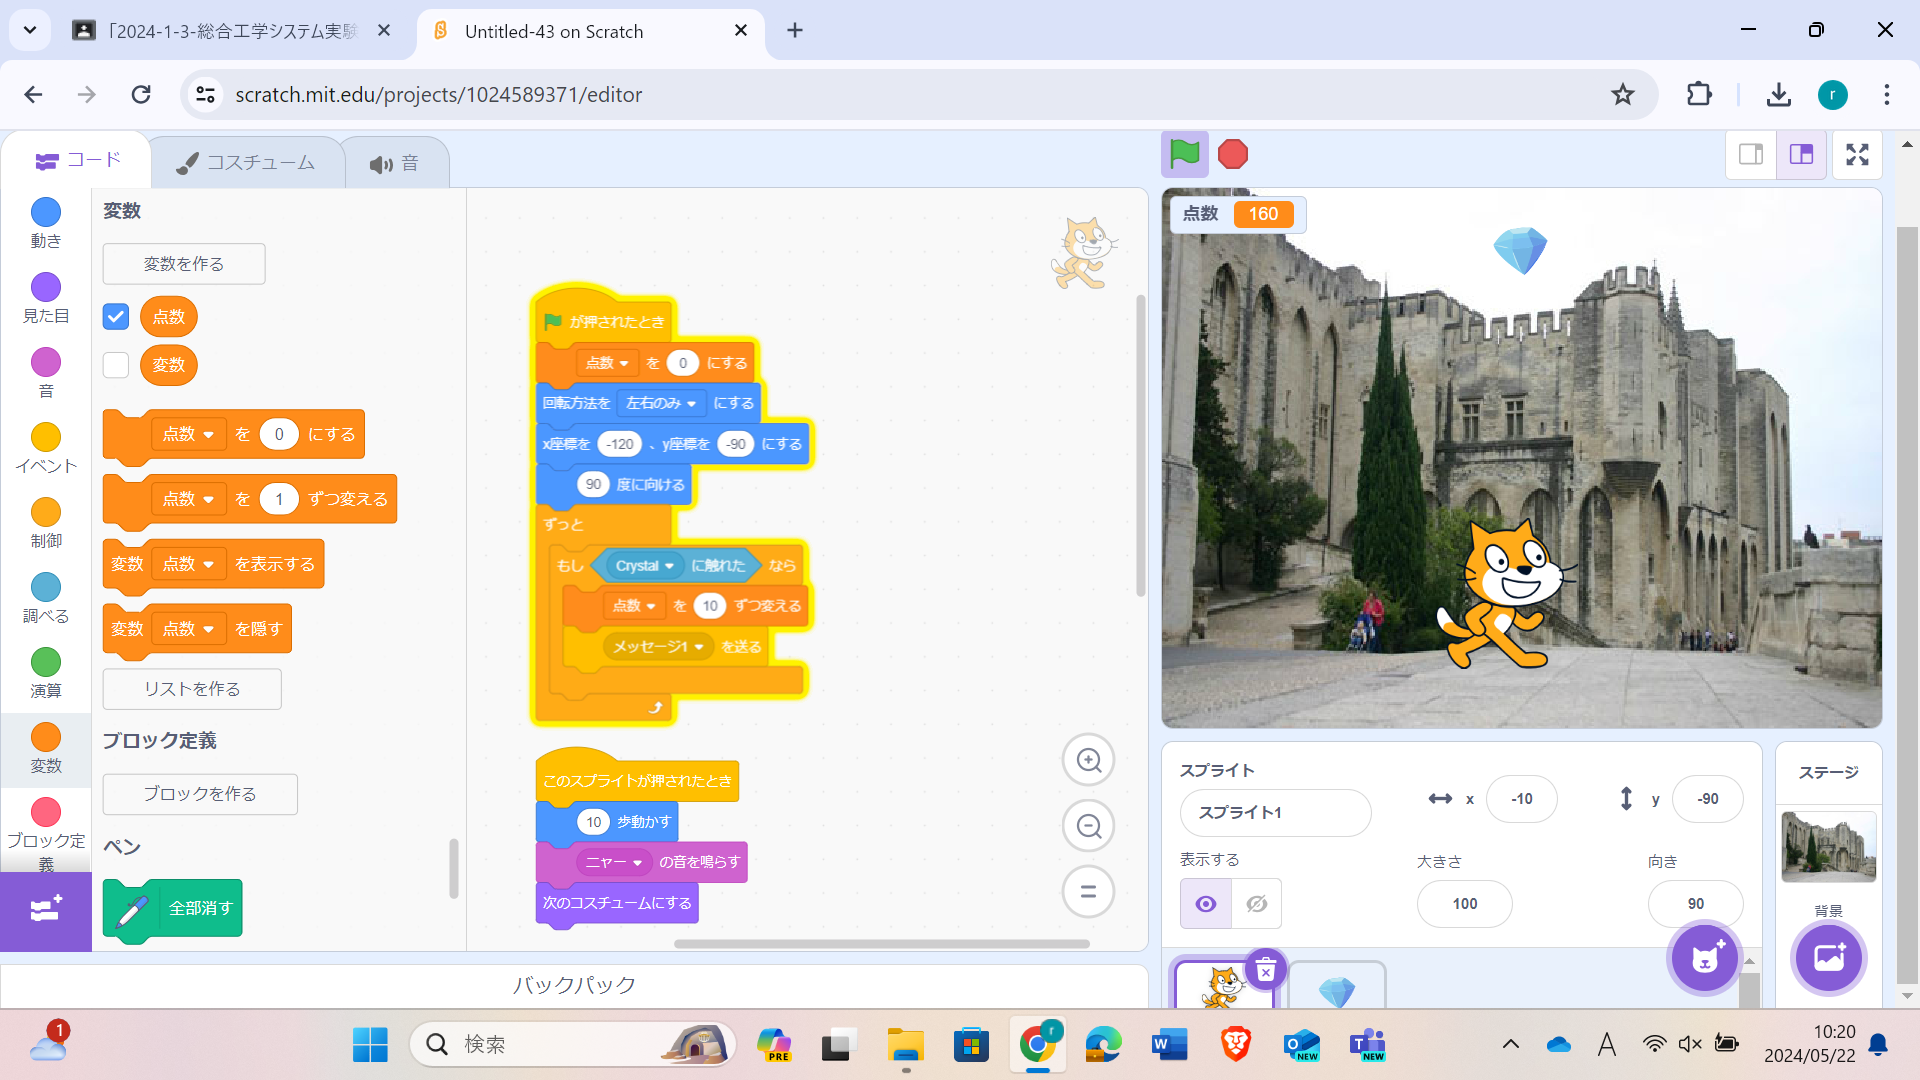 「2024-1-3-総合工学システム実験
Untitled-43 on Scratch
scratch.mit.edu/projects/1024589371/editor
r
コード
コスチューム
音
動き
見た目
音
イベント
制御
調べる
演算
変数
ブロック定義
変数
変数を作る
点数
変数
点数 を 0 にする
点数 を 1 ずつ変える
変数 点数 を表示する
変数 点数 を隠す
リストを作る
ブロック定義
ブロックを作る
ペン
全部消す
が押されたとき
点数 を 0 にする
回転方法を 左右のみ にする
x座標を -120 、y座標を -90 にする
90 度に向ける
ずっと
もし Crystal に触れた なら
点数 を 10 ずつ変える
メッセージ1 を送る
このスプライトが押されたとき
10 歩動かす
ニャー の音を鳴らす
次のコスチュームにする
バックパック
点数 160
スプライト
スプライト1
x -10
y -90
表示する
大きさ
100
向き
90
ステージ
背景
1
検索
PRE
r
W
O NEW
T NEW
A
10:20
2024/05/22